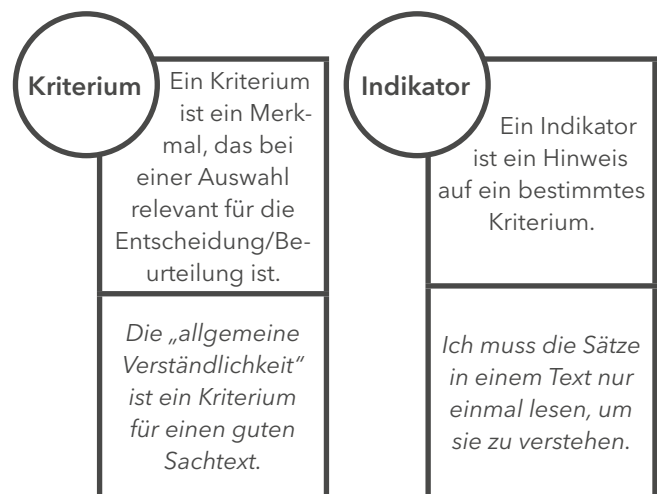 Kriterium
Ein Kriterium
ist ein Merk-
mal, das bei
einer Auswahl
relevant für die
Entscheidung/Be-
urteilung ist.
Die „allgemeine
Verständlichkeit“
ist ein Kriterium
für einen guten
Sachtext.
Indikator
Ein Indikator
ist ein Hinweis
auf ein bestimmtes
Kriterium.
Ich muss die Sätze
in einem Text nur
einmal lesen, um
sie zu verstehen.